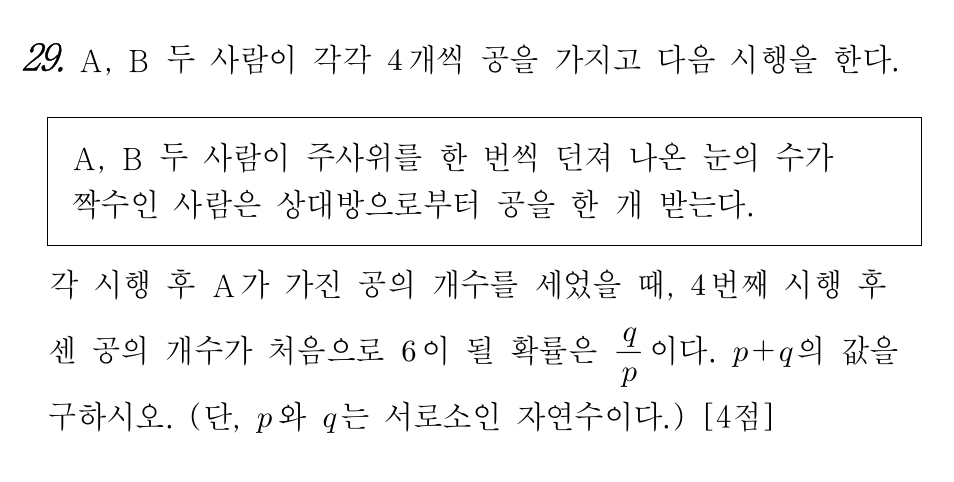 29. A, B 두 사람이 각각 4개씩 공을 가지고 다음 시행을 한다.
A, B 두 사람이 주사위를 한 번씩 던져 나온 눈의 수가
짝수인 사람은 상대방으로부터 공을 한 개 받는다.
각 시행 후 A가 가진 공의 개수를 세었을 때, 4번째 시행 후
센 공의 개수가 처음으로 6이 될 확률은 q/p이다. p+q의 값을
구하시오. (단, p와 q는 서로소인 자연수이다.) [4점]